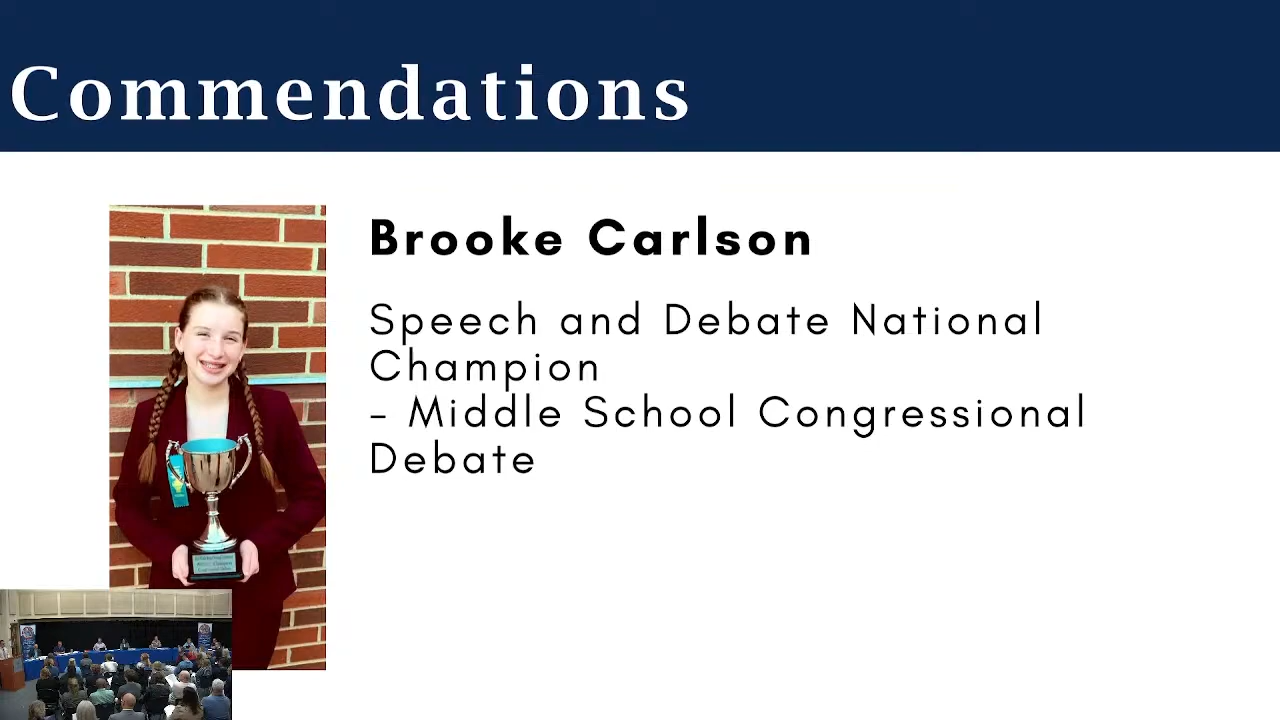 Commendations
Brooke Carlson
Speech and Debate National
Champion
- Middle School Congressional
Debate